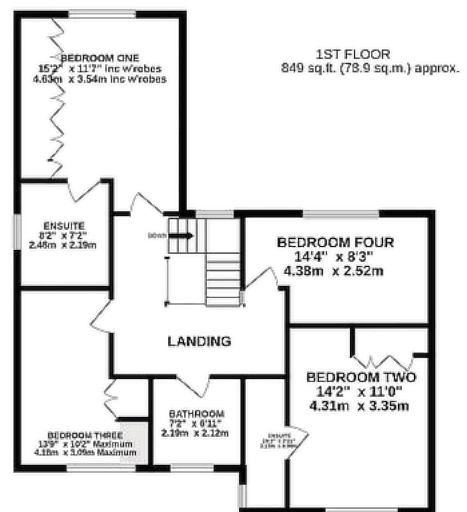 BEDROOM ONE
15'2" x 11'7" inc w'robes
4.63m x 3.54m inc w'robes
1ST FLOOR
849 sq.ft. (78.9 sq.m.) approx.
ENSUITE
8'2" x 7'2"
2.46m x 2.19m
DOWN
BEDROOM FOUR
14'4" x 8'3"
4.38m x 2.52m
LANDING
BEDROOM TWO
14'2" x 11'0"
4.31m x 3.35m
BATHROOM
7'2" x 6'11"
2.19m x 2.12m
BEDROOM THREE
13'9" x 10'2" Maximum
4.18m x 3.09m Maximum
ENSUITE